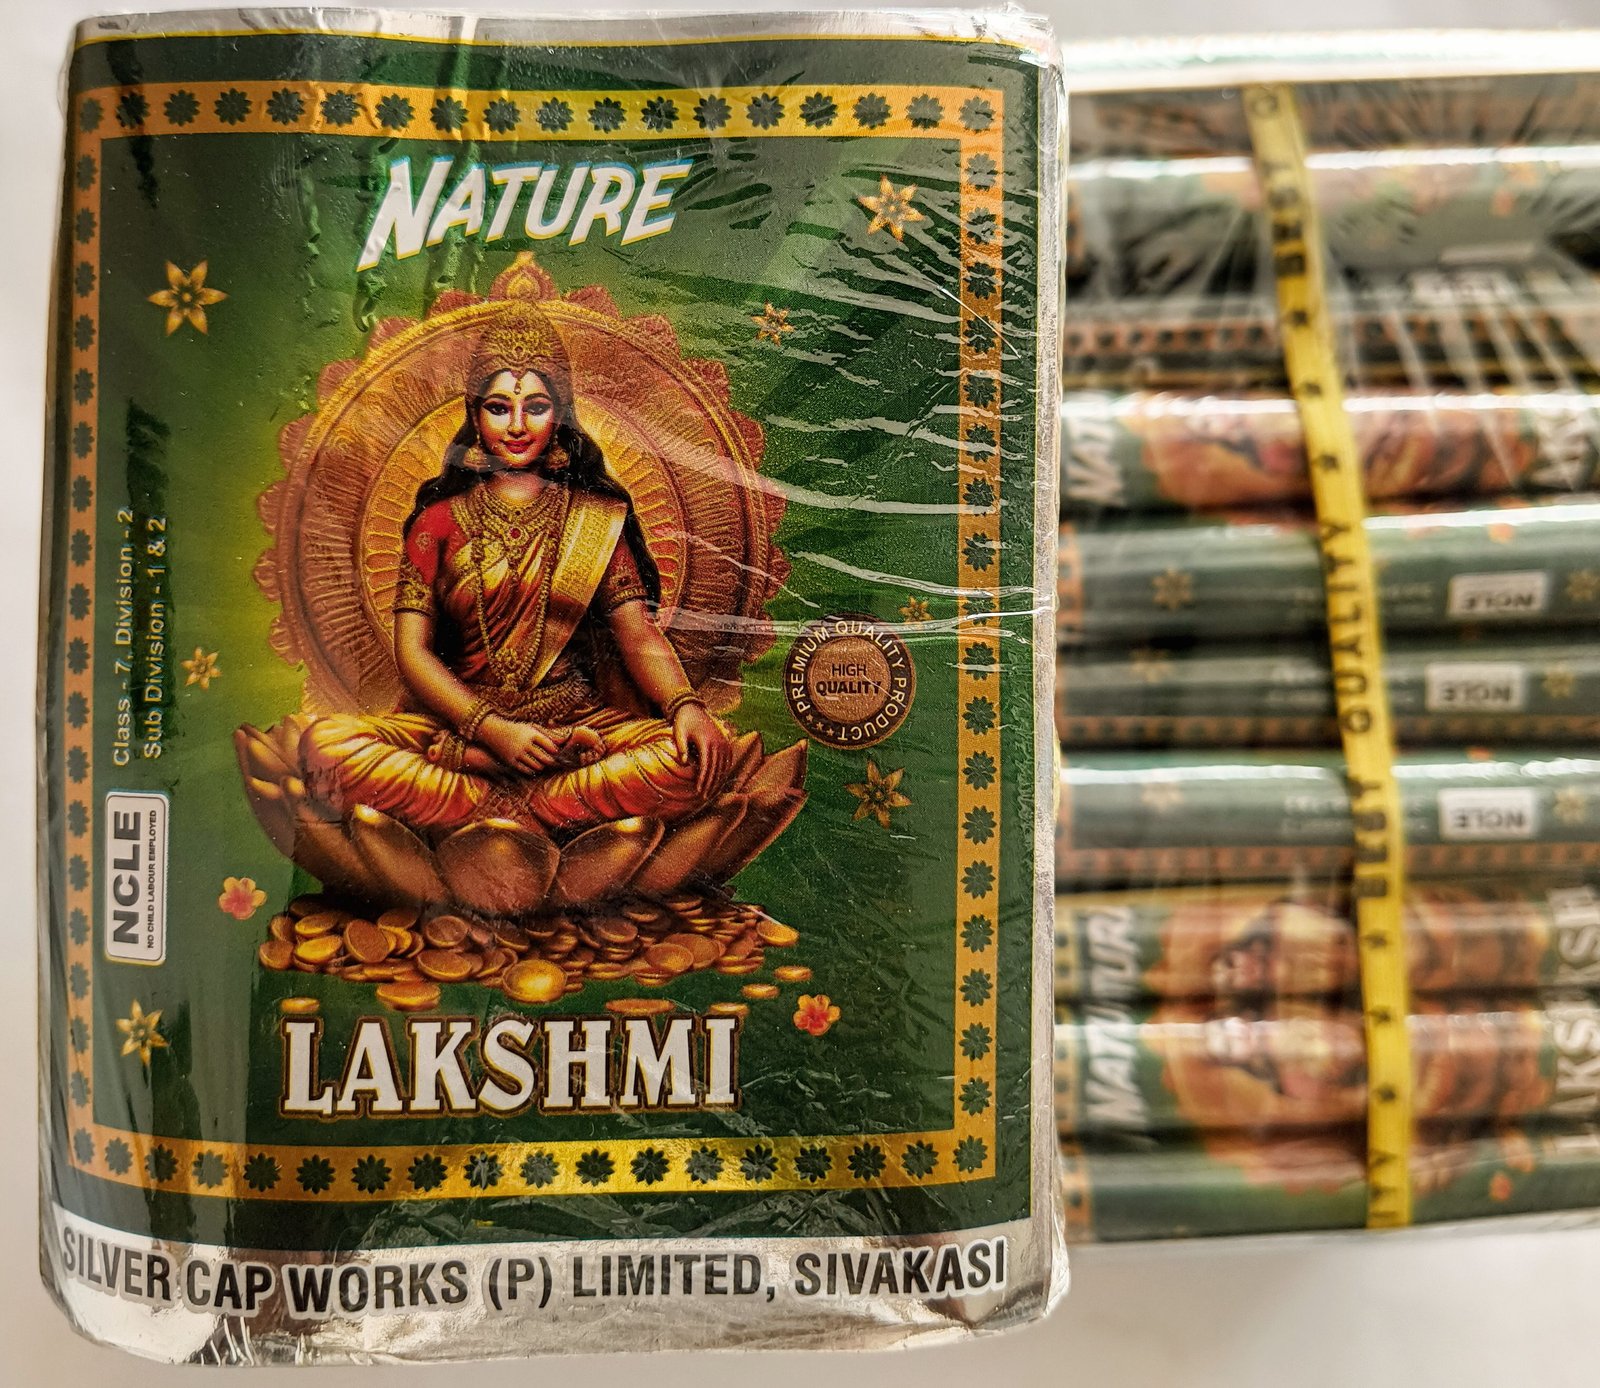 NATURE
Class - 7, Division - 2
Sub Division - 1 & 2
PREMIUM QUALITY PRODUCT
HIGH
QUALITY
NCLE
NO CHILD LABOUR EMPLOYED
LAKSHMI
SILVER CAP WORKS (P) LIMITED, SIVAKASI
BEST QUALITY
NCLE
NCLE
NCLE